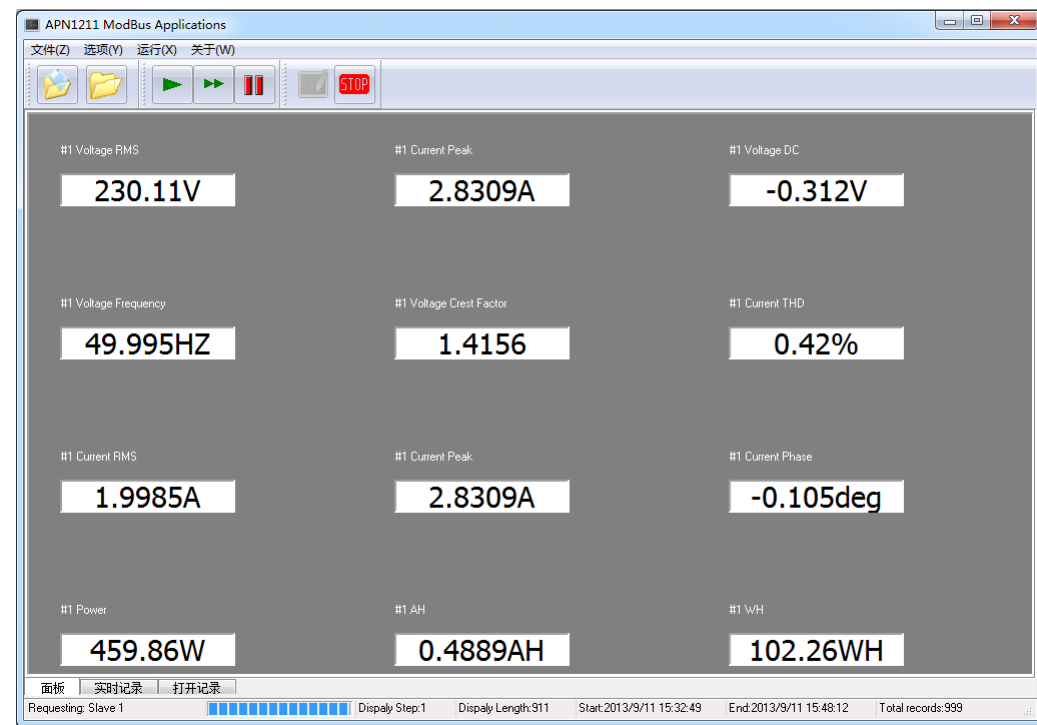 APN1211 ModBus Applications
文件(Z) 选项(Y) 运行(X) 关于(W)
STOP
#1 Voltage RMS #1 Current Peak #1 Voltage DC
230.11V 2.8309A -0.312V
#1 Voltage Frequency #1 Voltage Crest Factor #1 Current THD
49.995HZ 1.4156 0.42%
#1 Current RMS #1 Current Peak #1 Current Phase
1.9985A 2.8309A -0.105deg
#1 Power #1 AH #1 WH
459.86W 0.4889AH 102.26WH
面板 实时记录 打开记录
Requesting: Slave 1 Dispaly Step:1 Dispaly Length:911 Start:2013/9/11 15:32:49 End:2013/9/11 15:48:12 Total records:999